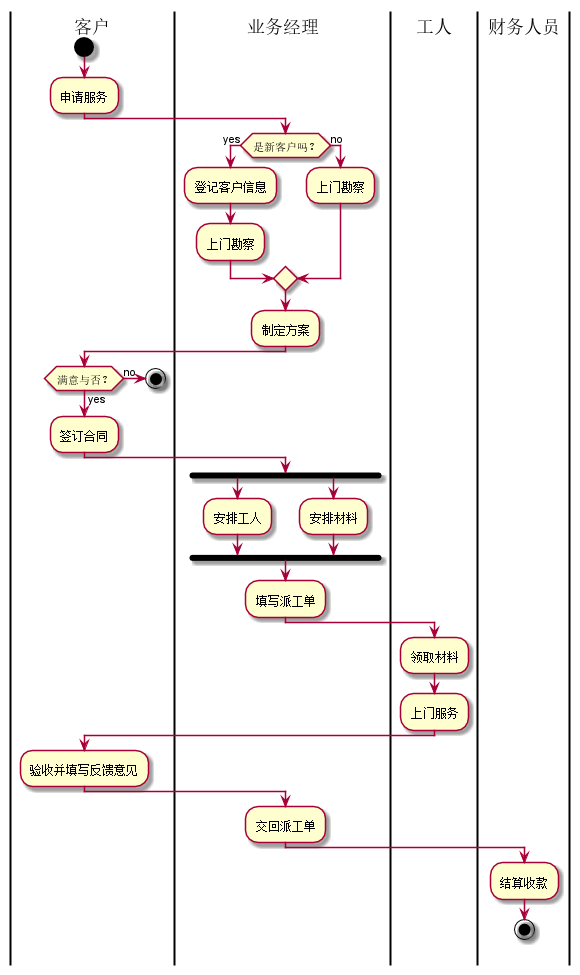 客户
业务经理
工人
财务人员
申请服务
是新客户吗？
yes
no
登记客户信息
上门勘察
上门勘察
制定方案
满意与否？
no
yes
签订合同
安排工人
安排材料
填写派工单
领取材料
上门服务
验收并填写反馈意见
交回派工单
结算收款